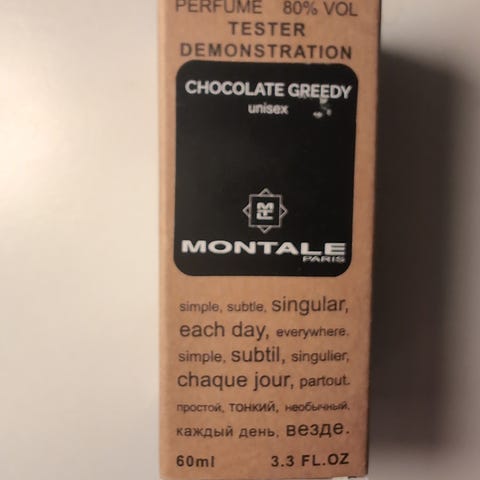 PERFUME 80% VOL
TESTER
DEMONSTRATION
CHOCOLATE GREEDY
unisex
MONTALE
PARIS
simple, subtle, singular,
each day, everywhere.
simple, subtil, singulier,
chaque jour, partout.
простой, тонкий, необычный.
каждый день, везде.
60ml 3.3 FL.OZ